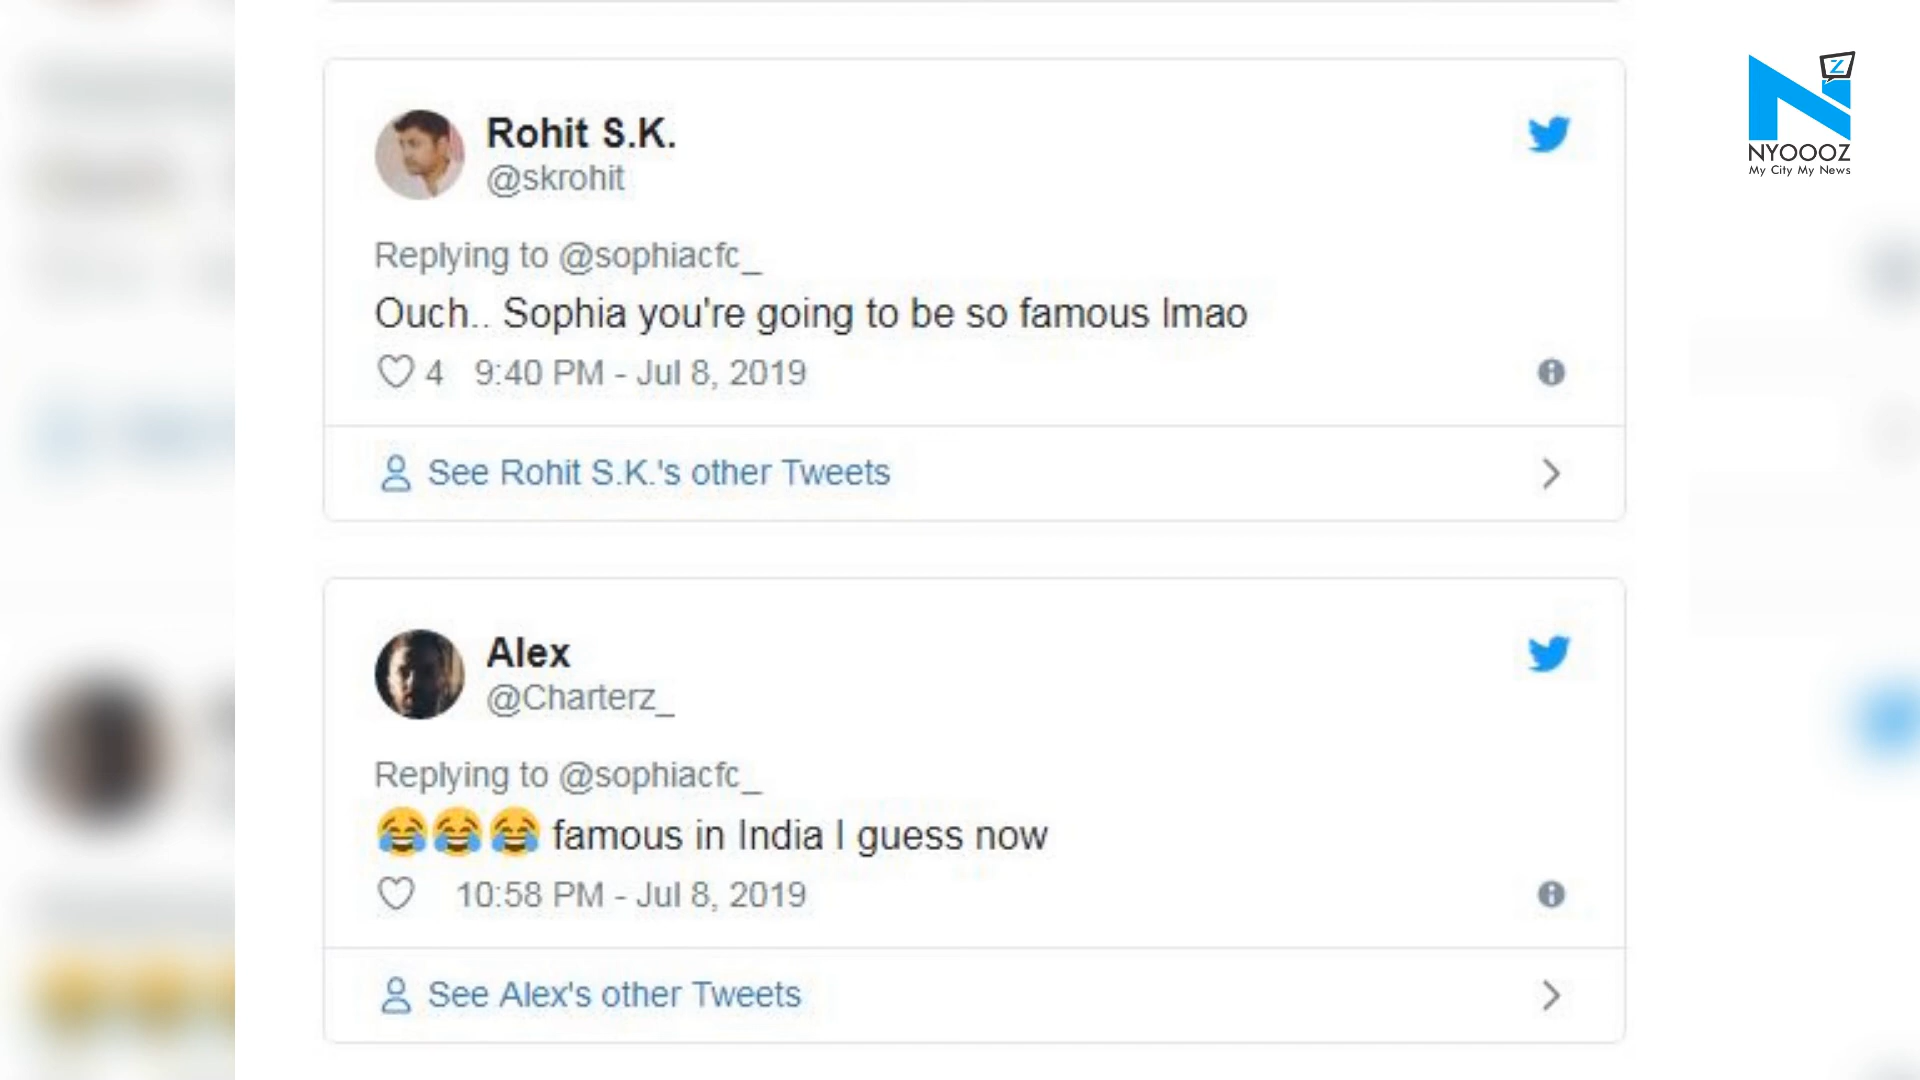 Rohit S.K.
@skrohit
Replying to @sophiacfc_
Ouch.. Sophia you're going to be so famous lmao
4 9:40 PM - Jul 8, 2019
See Rohit S.K.'s other Tweets
Alex
@Charterz_
Replying to @sophiacfc_
😂😂😂 famous in India I guess now
10:58 PM - Jul 8, 2019
See Alex's other Tweets
Z
NYOOOZ
My City My News